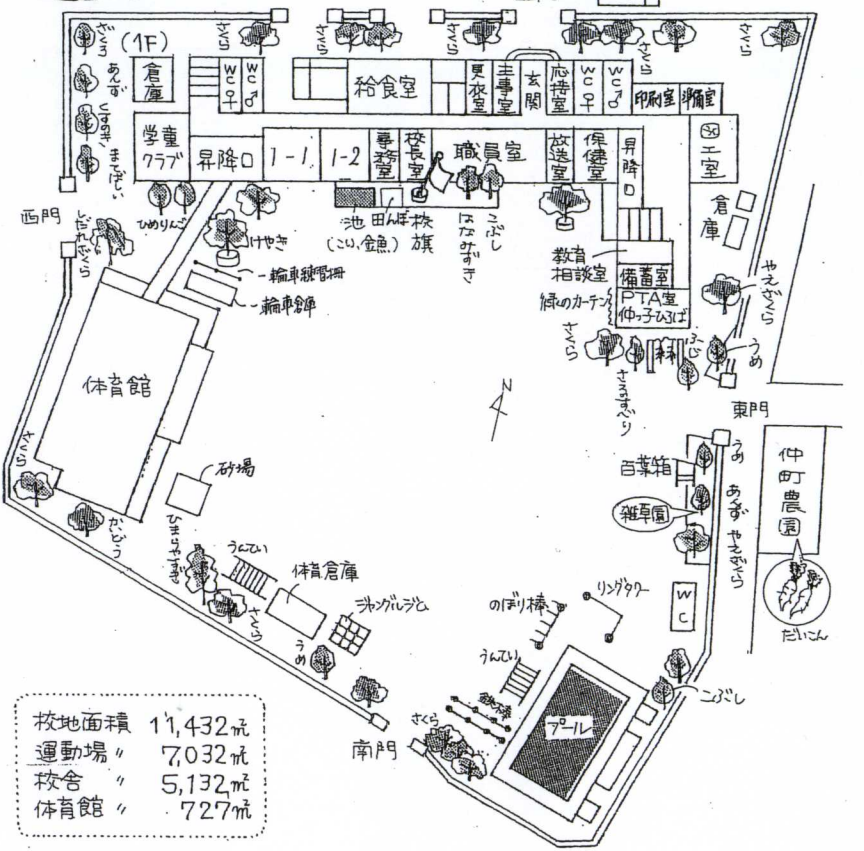 (1F)
ざくろ
あんず
くすのき
まてばしい
さくら
さくら
さくら
さくら
さくら
倉庫
WC♀
WC♂
給食室
更衣室
主事室
玄関
応接室
WC♀
WC♂
印刷室
準備室
学童クラブ
昇降口
1-1
1-2
事務室
校長室
職員室
放送室
保健室
昇降口
図工室
倉庫
西門
しだれざくら
ひめりんご
けやき
池
(こい,金魚)
田んぼ
校旗
はなみずき
こぶし
教育相談室
備蓄室
緑のカーテン
PTA室
仲っ子ひろば
やえざくら
一輪車練習柵
一輪車倉庫
さくら
さるすべり
ふじ
うめ
体育館
N
東門
さくら
砂場
かいどう
百葉箱
雑草園
うめ
あんず
やえざくら
仲町農園
だいこん
ひまらやすぎ
うんてい
体育倉庫
ジャングルジム
さくら
うめ
のぼり棒
リングタワー
WC
うんてい
こぶし
さくら
プール
南門
校地面積 11,432㎡
運動場 〃 7,032㎡
校舎 〃 5,132㎡
体育館 〃 727㎡